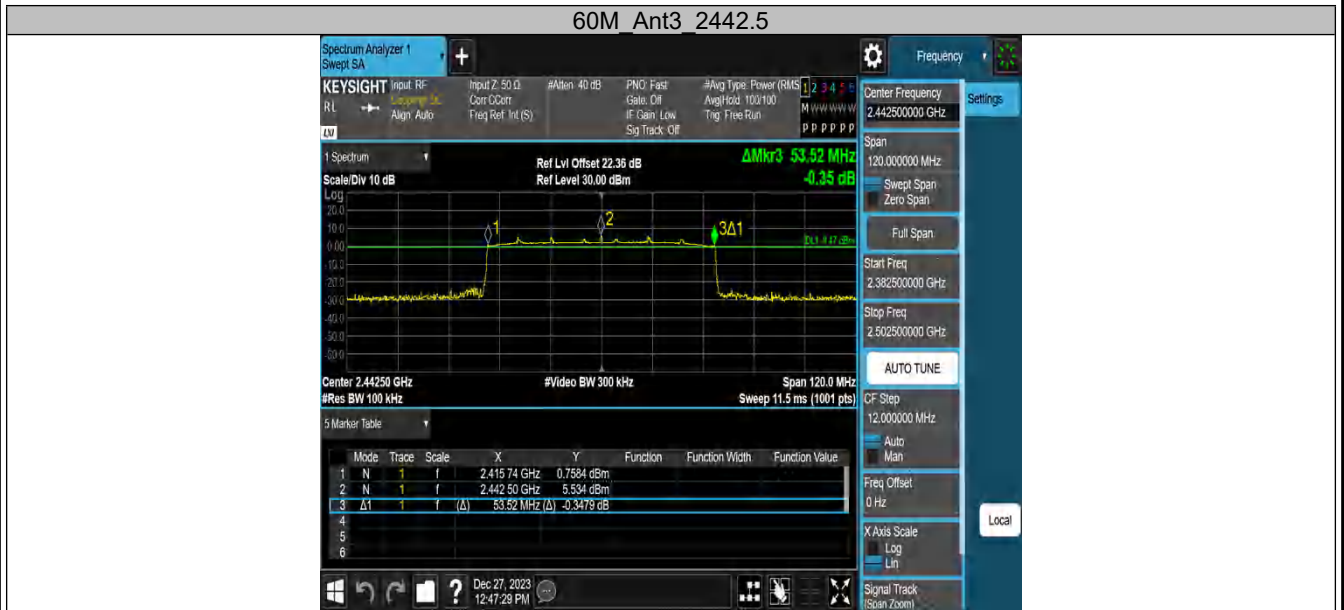 60M_Ant3_2442.5
Spectrum Analyzer 1
Swept SA
+
Frequency
KEYSIGHT
RL
LXI
Input: RF
Align: Auto
Input Z: 50 Ω
Corr CCorr
Freq Ref: Int (S)
#Atten: 40 dB
PNO: Fast
Gate: Off
IF Gain: Low
Sig Track: Off
#Avg Type: Power (RMS
Avg|Hold: 100/100
Trig: Free Run
1 2 3 4 5 6
M W W W W W
P P P P P P
Center Frequency
2.442500000 GHz
Settings
Span
120.000000 MHz
Swept Span
Zero Span
Full Span
Start Freq
2.382500000 GHz
Stop Freq
2.502500000 GHz
AUTO TUNE
CF Step
12.000000 MHz
Auto
Man
Freq Offset
0 Hz
X Axis Scale
Log
Lin
Signal Track
(Span Zoom)
Local
1 Spectrum
Scale/Div 10 dB
Log
Ref Lvl Offset 22.36 dB
Ref Level 30.00 dBm
ΔMkr3 53.52 MHz
-0.35 dB
20.0
10.0
0.00
-10.0
-20.0
-30.0
-40.0
-50.0
-60.0
1
2
3Δ1
Center 2.44250 GHz
#Video BW 300 kHz
Span 120.0 MHz
#Res BW 100 kHz
Sweep 11.5 ms (1001 pts)
5 Marker Table
Mode Trace Scale X Y Function Function Width Function Value
1 N 1 f 2.415 74 GHz 0.7584 dBm
2 N 1 f 2.442 50 GHz 5.534 dBm
3 Δ1 1 f (Δ) 53.52 MHz (Δ) -0.3479 dB
4
5
6
?
Dec 27, 2023
12:47:29 PM